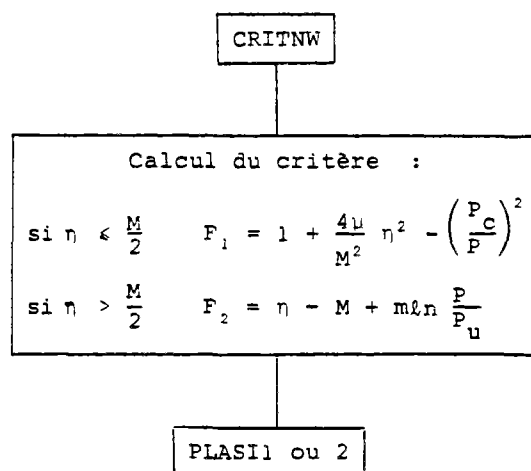 CRITNW
Calcul du critère :
si η ⩽ M/2 F₁ = 1 + 4μ/M² η² - (P_c/P)²
si η > M/2 F₂ = η - M + mℓn P/P_u
PLASI1 ou 2